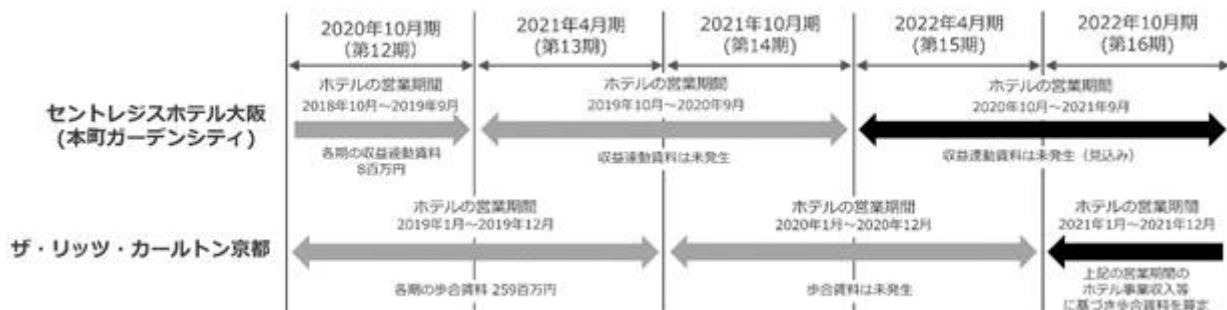 2020年10月期
(第12期)
2021年4月期
(第13期)
2021年10月期
(第14期)
2022年4月期
(第15期)
2022年10月期
(第16期)
セントレジスホテル大阪
(本町ガーデンシティ)
ホテルの営業期間
2018年10月～2019年9月
各期の収益連動賃料
8百万円
ホテルの営業期間
2019年10月～2020年9月
収益連動賃料は未発生
ホテルの営業期間
2020年10月～2021年9月
収益連動賃料は未発生（見込み）
ザ・リッツ・カールトン京都
ホテルの営業期間
2019年1月～2019年12月
各期の歩合賃料 259百万円
ホテルの営業期間
2020年1月～2020年12月
歩合賃料は未発生
ホテルの営業期間
2021年1月～2021年12月
上記の営業期間の
ホテル事業収入等
に基づき歩合賃料を算定